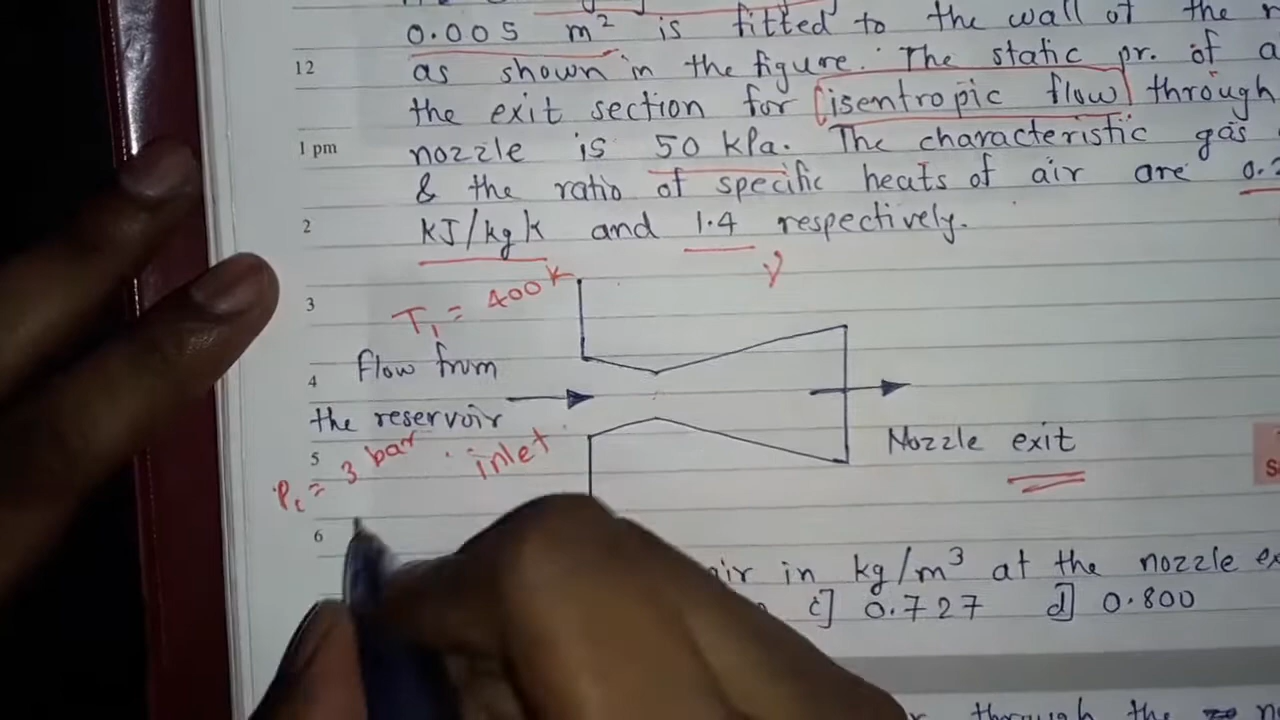 0.005 m² is fitted to the wall of the
12
as shown in the figure. The static pr. of
the exit section for (isentropic flow) through
1 pm
nozzle is 50 kPa. The characteristic gas
& the ratio of specific heats of air are 0.2
2
kJ/kgk and 1.4 respectively.
γ
3
T₁ = 400K
4
flow from
the reservoir
5
= 3 bar
inlet
Nozzle exit
6
air in kg/m³ at the nozzle
c] 0.727 d] 0.800
through the